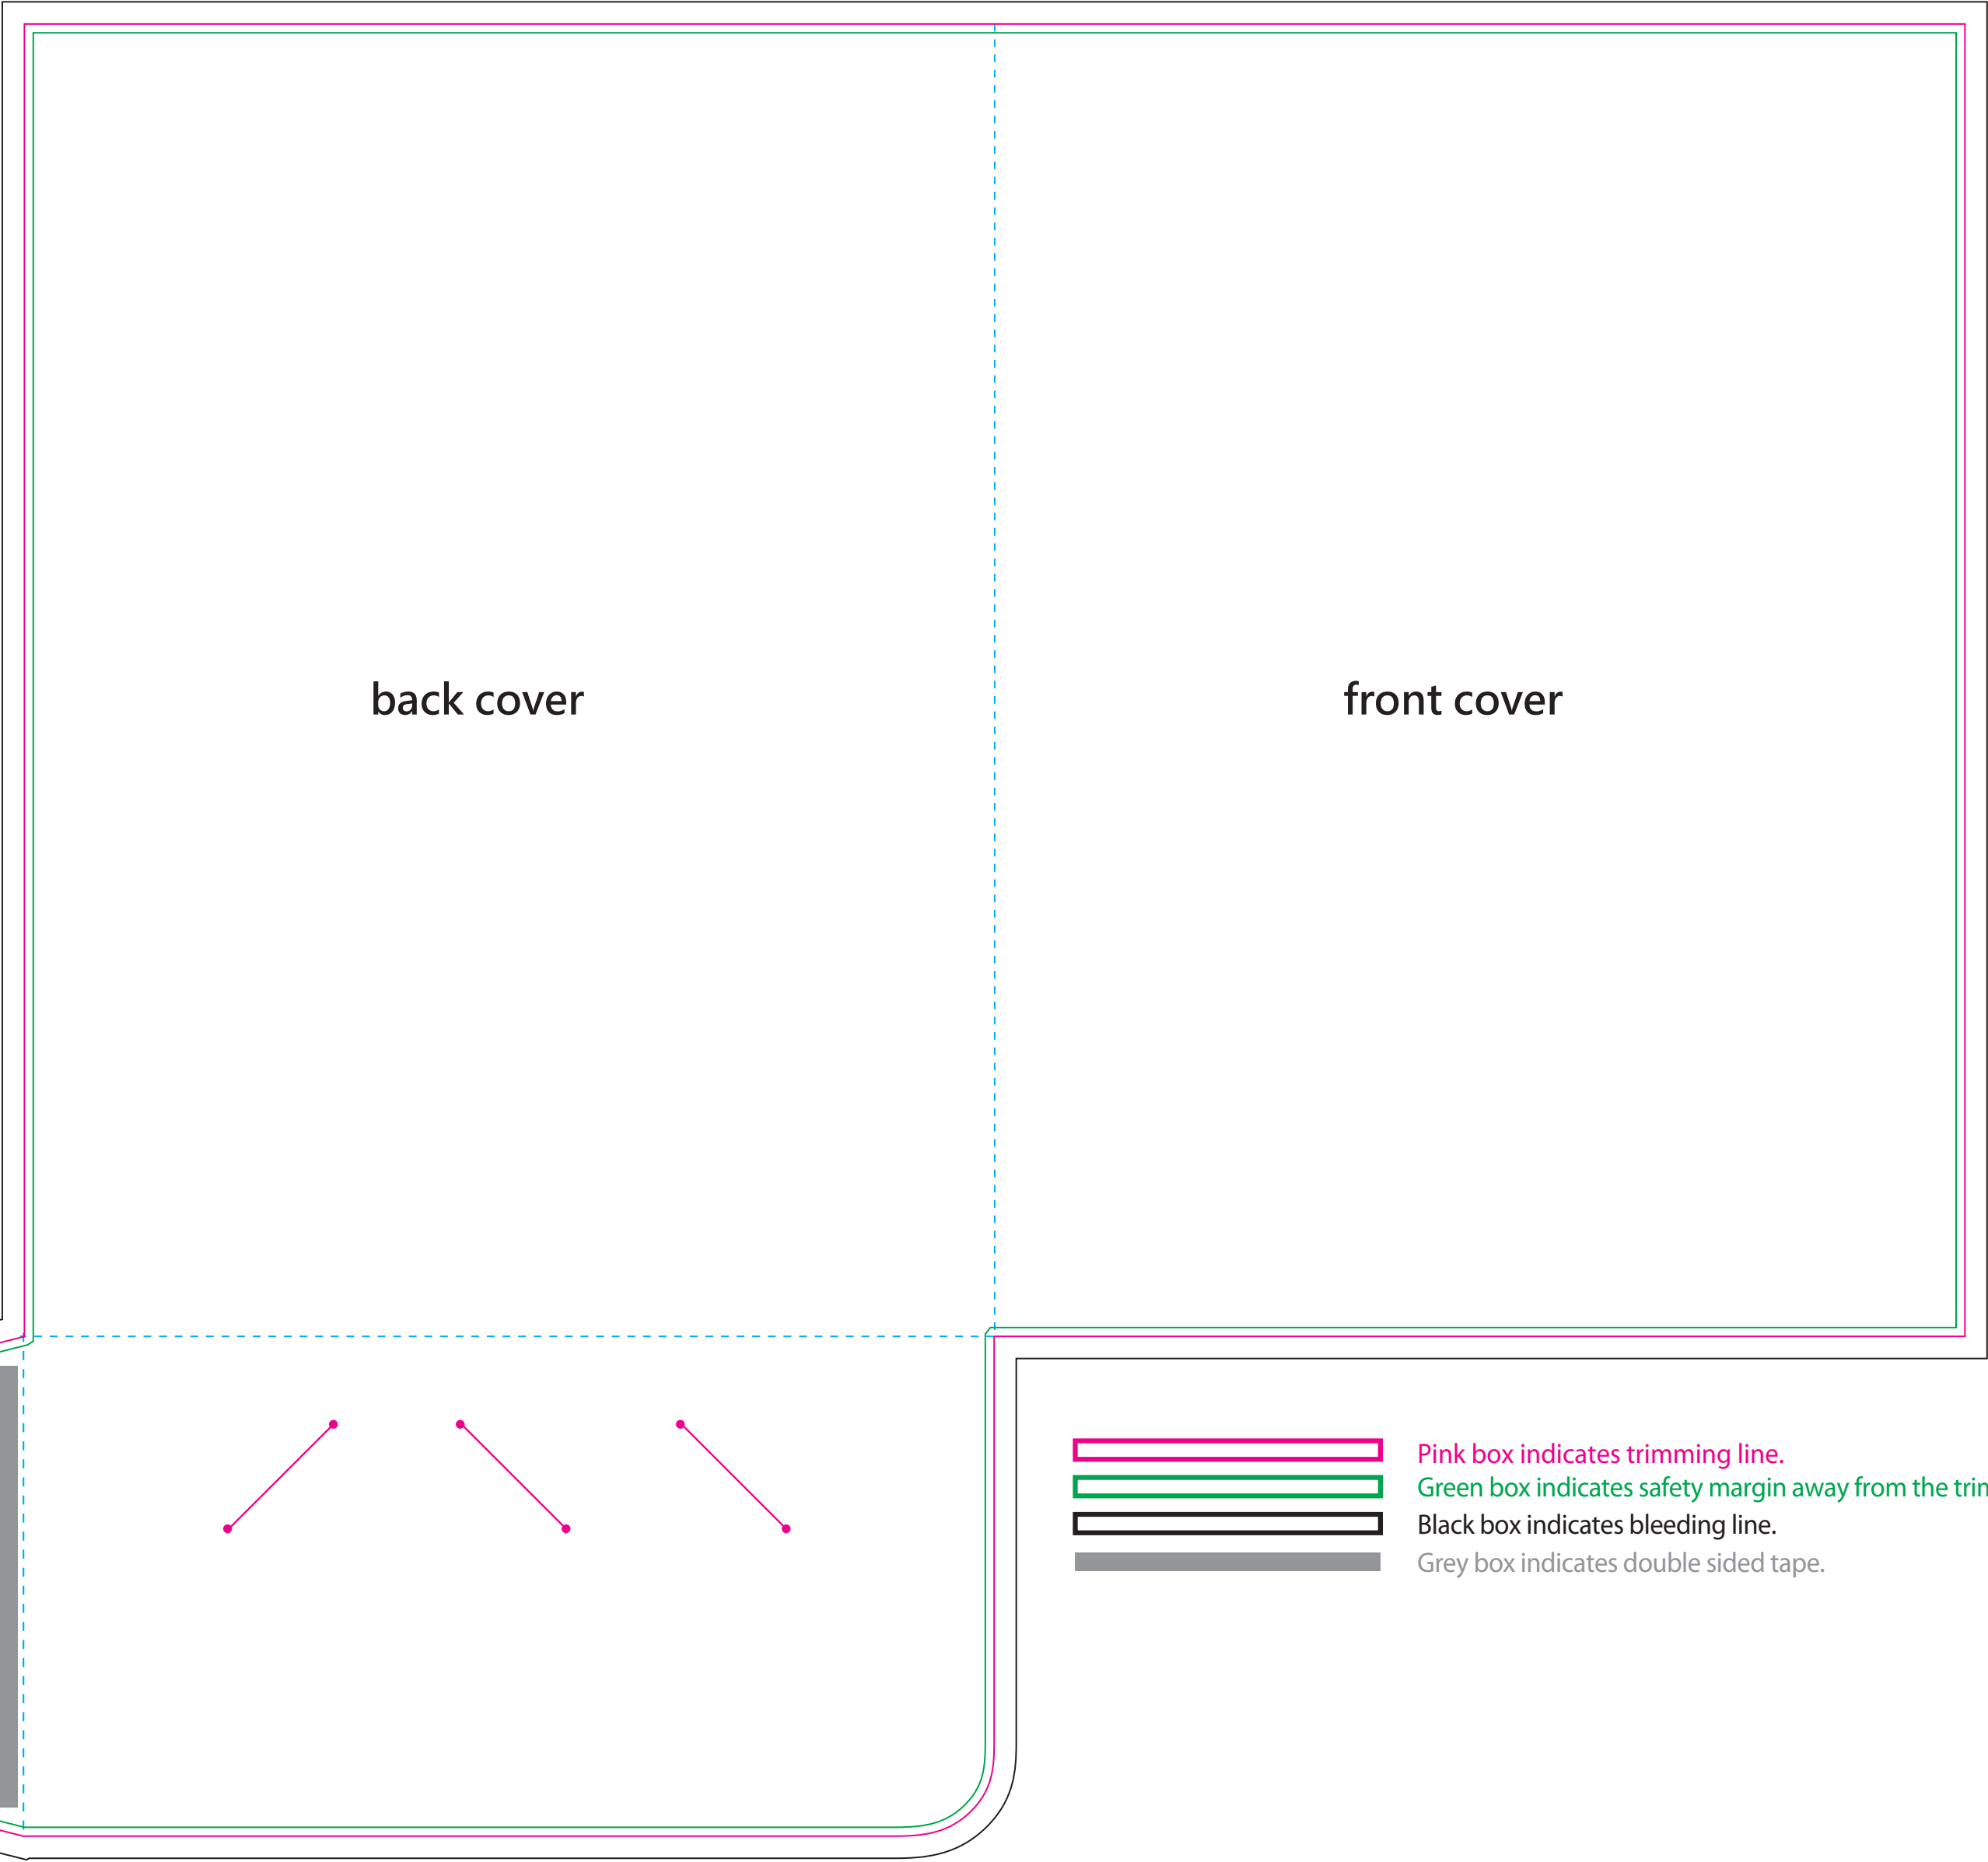 back cover
front cover
Pink box indicates trimming line.
Green box indicates safety margin away from the
Black box indicates bleeding line.
Grey box indicates double sided tape.